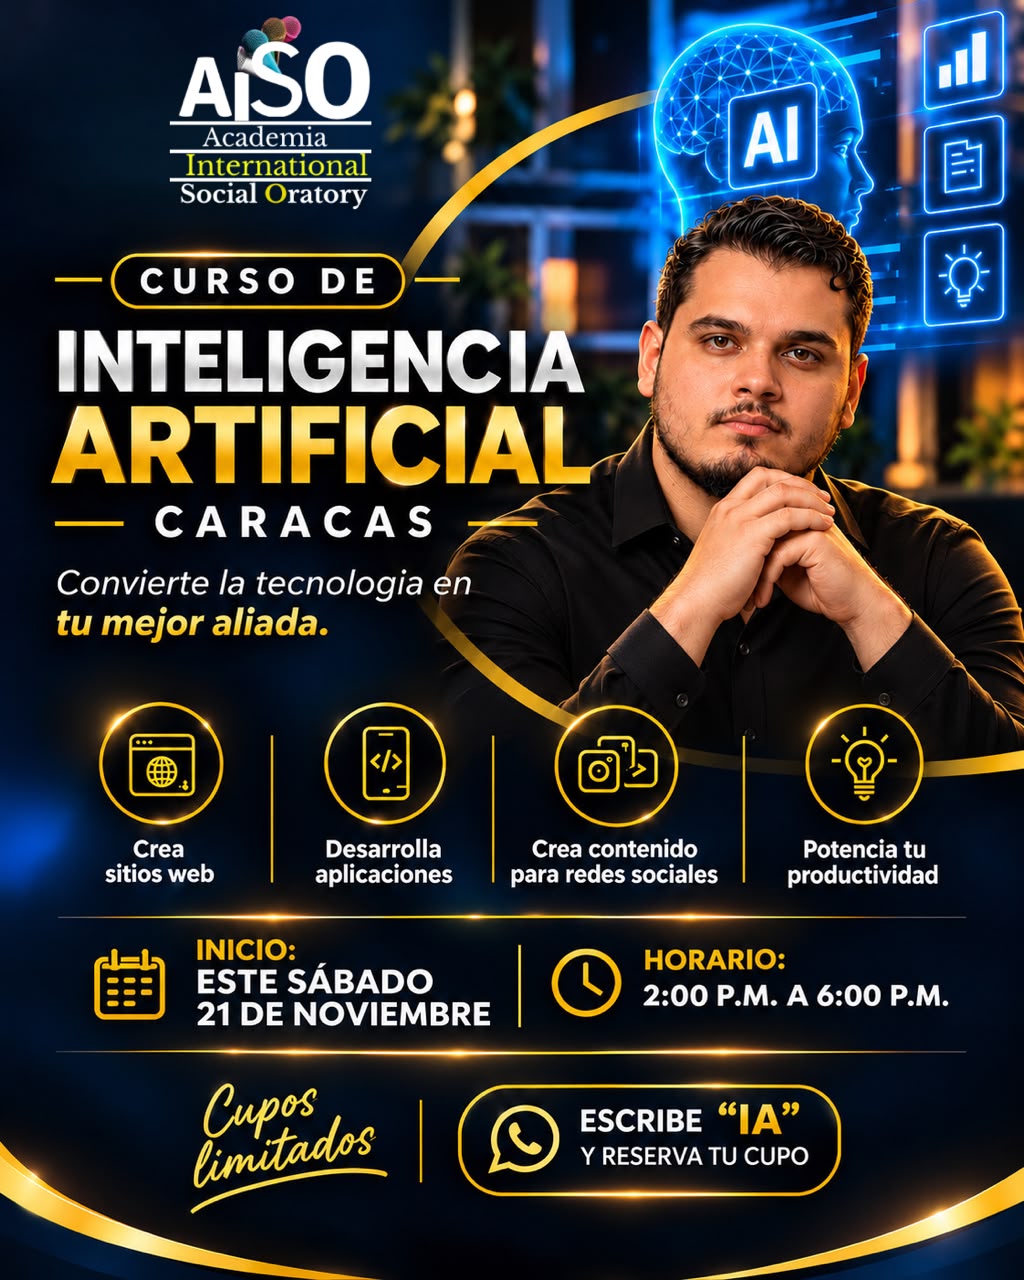 AiSO
Academia
International
Social Oratory
AI
CURSO DE
INTELIGENCIA
ARTIFICIAL
CARACAS
Convierte la tecnologia en
tu mejor aliada.
Crea
sitios web
Desarrolla
aplicaciones
Crea contenido
para redes sociales
Potencia tu
productividad
INICIO:
ESTE SÁBADO
21 DE NOVIEMBRE
HORARIO:
2:00 P.M. A 6:00 P.M.
Cupos
limitados
ESCRIBE "IA"
Y RESERVA TU CUPO